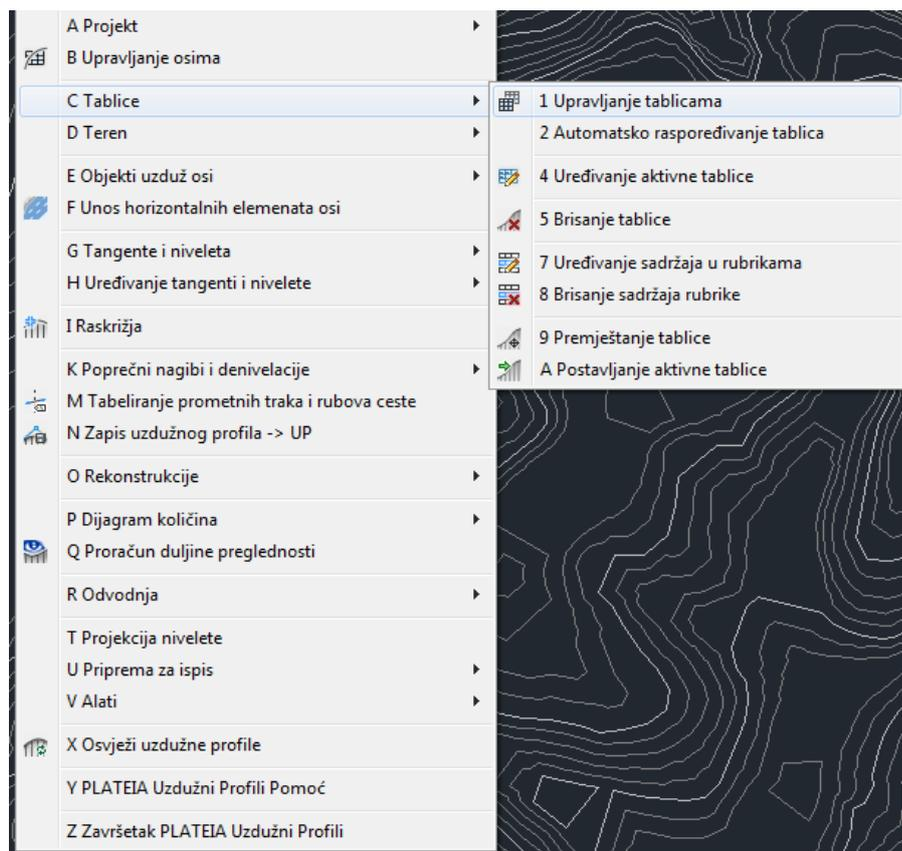 A Projekt
B Upravljanje osima
C Tablice
D Teren
E Objekti uzduž osi
F Unos horizontalnih elemenata osi
G Tangente i niveleta
H Uređivanje tangenti i nivelete
I Raskrižja
K Poprečni nagibi i denivelacije
M Tabeliranje prometnih traka i rubova ceste
N Zapis uzdužnog profila -> UP
O Rekonstrukcije
P Dijagram količina
Q Proračun duljine preglednosti
R Odvodnja
T Projekcija nivelete
U Priprema za ispis
V Alati
X Osvježi uzdužne profile
Y PLATEIA Uzdužni Profili Pomoć
Z Završetak PLATEIA Uzdužni Profili
1 Upravljanje tablicama
2 Automatsko raspoređivanje tablica
4 Uređivanje aktivne tablice
5 Brisanje tablice
7 Uređivanje sadržaja u rubrikama
8 Brisanje sadržaja rubrike
9 Premještanje tablice
A Postavljanje aktivne tablice